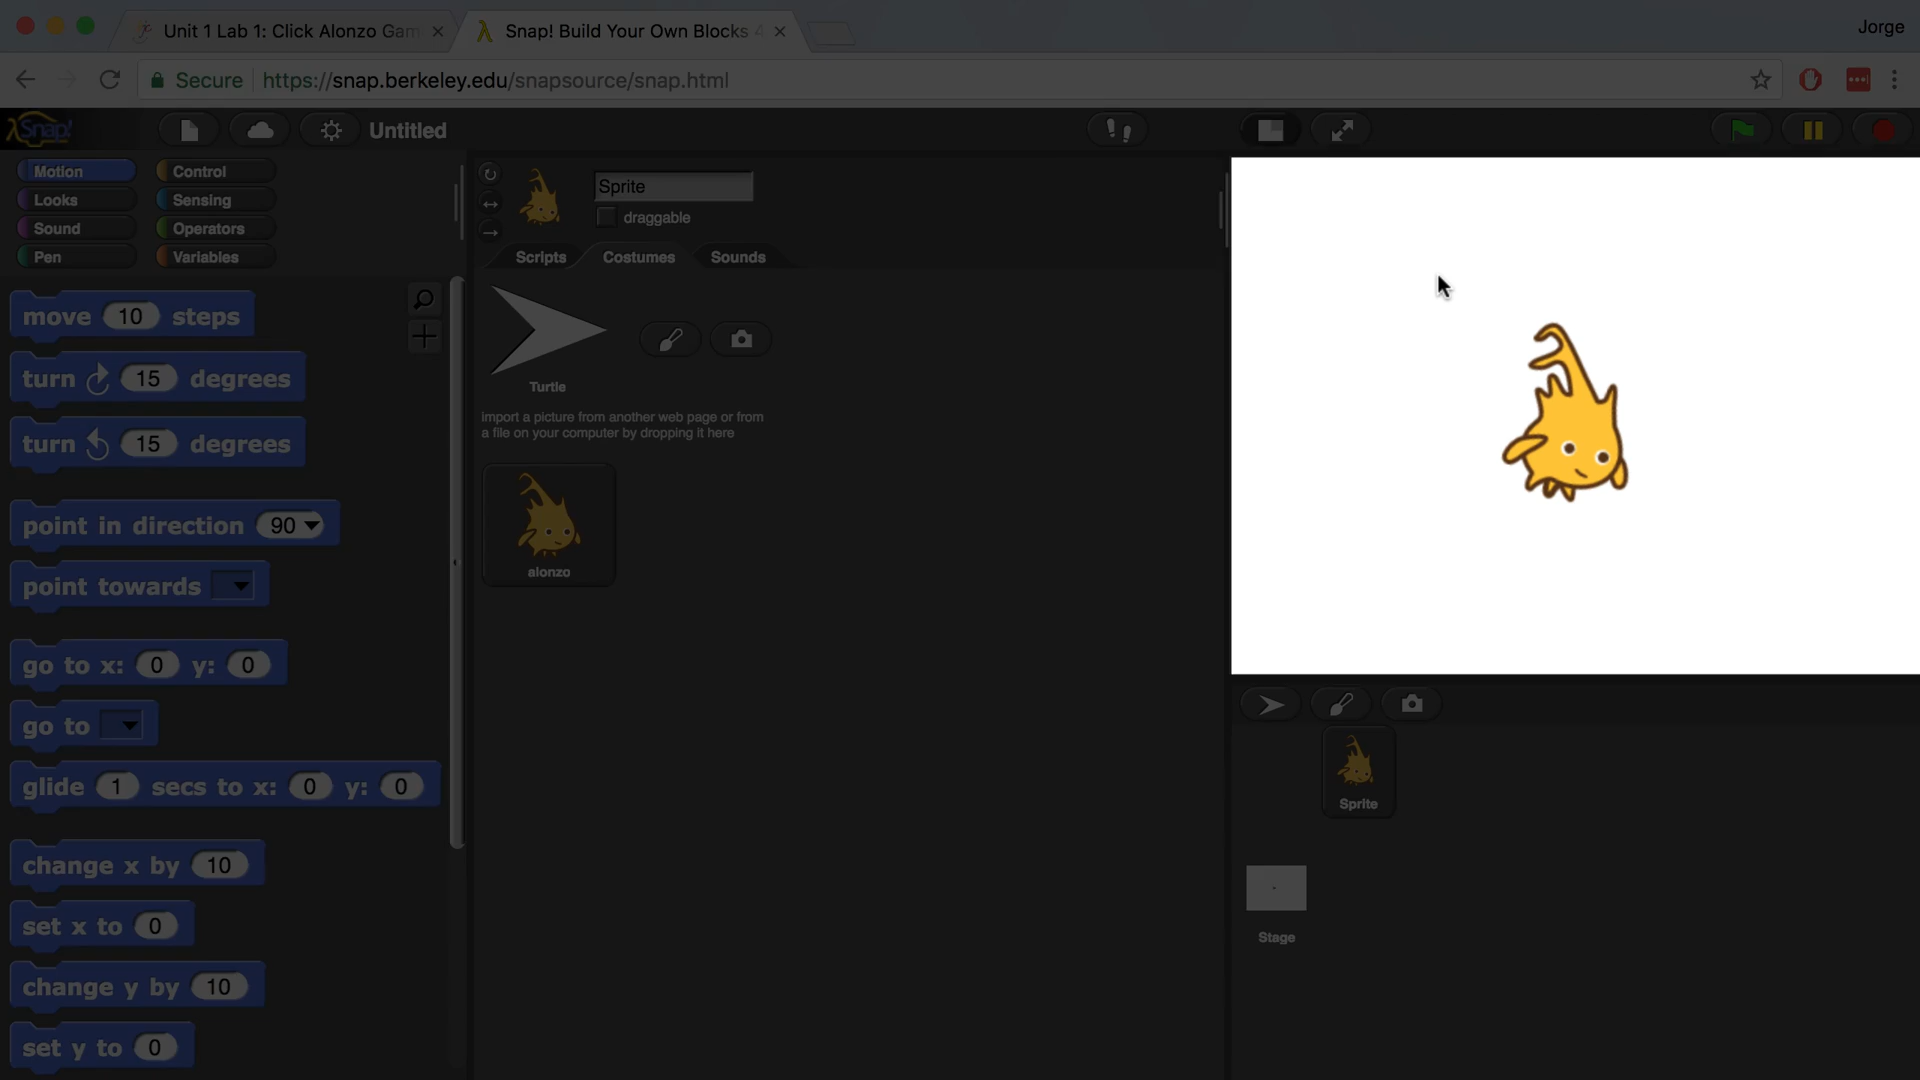 Unit 1 Lab 1: Click Alonzo Gam
Snap! Build Your Own Blocks 4
Jorge
Secure https://snap.berkeley.edu/snapsource/snap.html
Snap!
Untitled
Motion
Control
Looks
Sensing
Sound
Operators
Pen
Variables
move 10 steps
turn 15 degrees
turn 15 degrees
point in direction 90
point towards
go to x: 0 y: 0
go to
glide 1 secs to x: 0 y: 0
change x by 10
set x to 0
change y by 10
set y to 0
Sprite
draggable
Scripts
Costumes
Sounds
Turtle
import a picture from another web page or from
a file on your computer by dropping it here
alonzo
Sprite
Stage